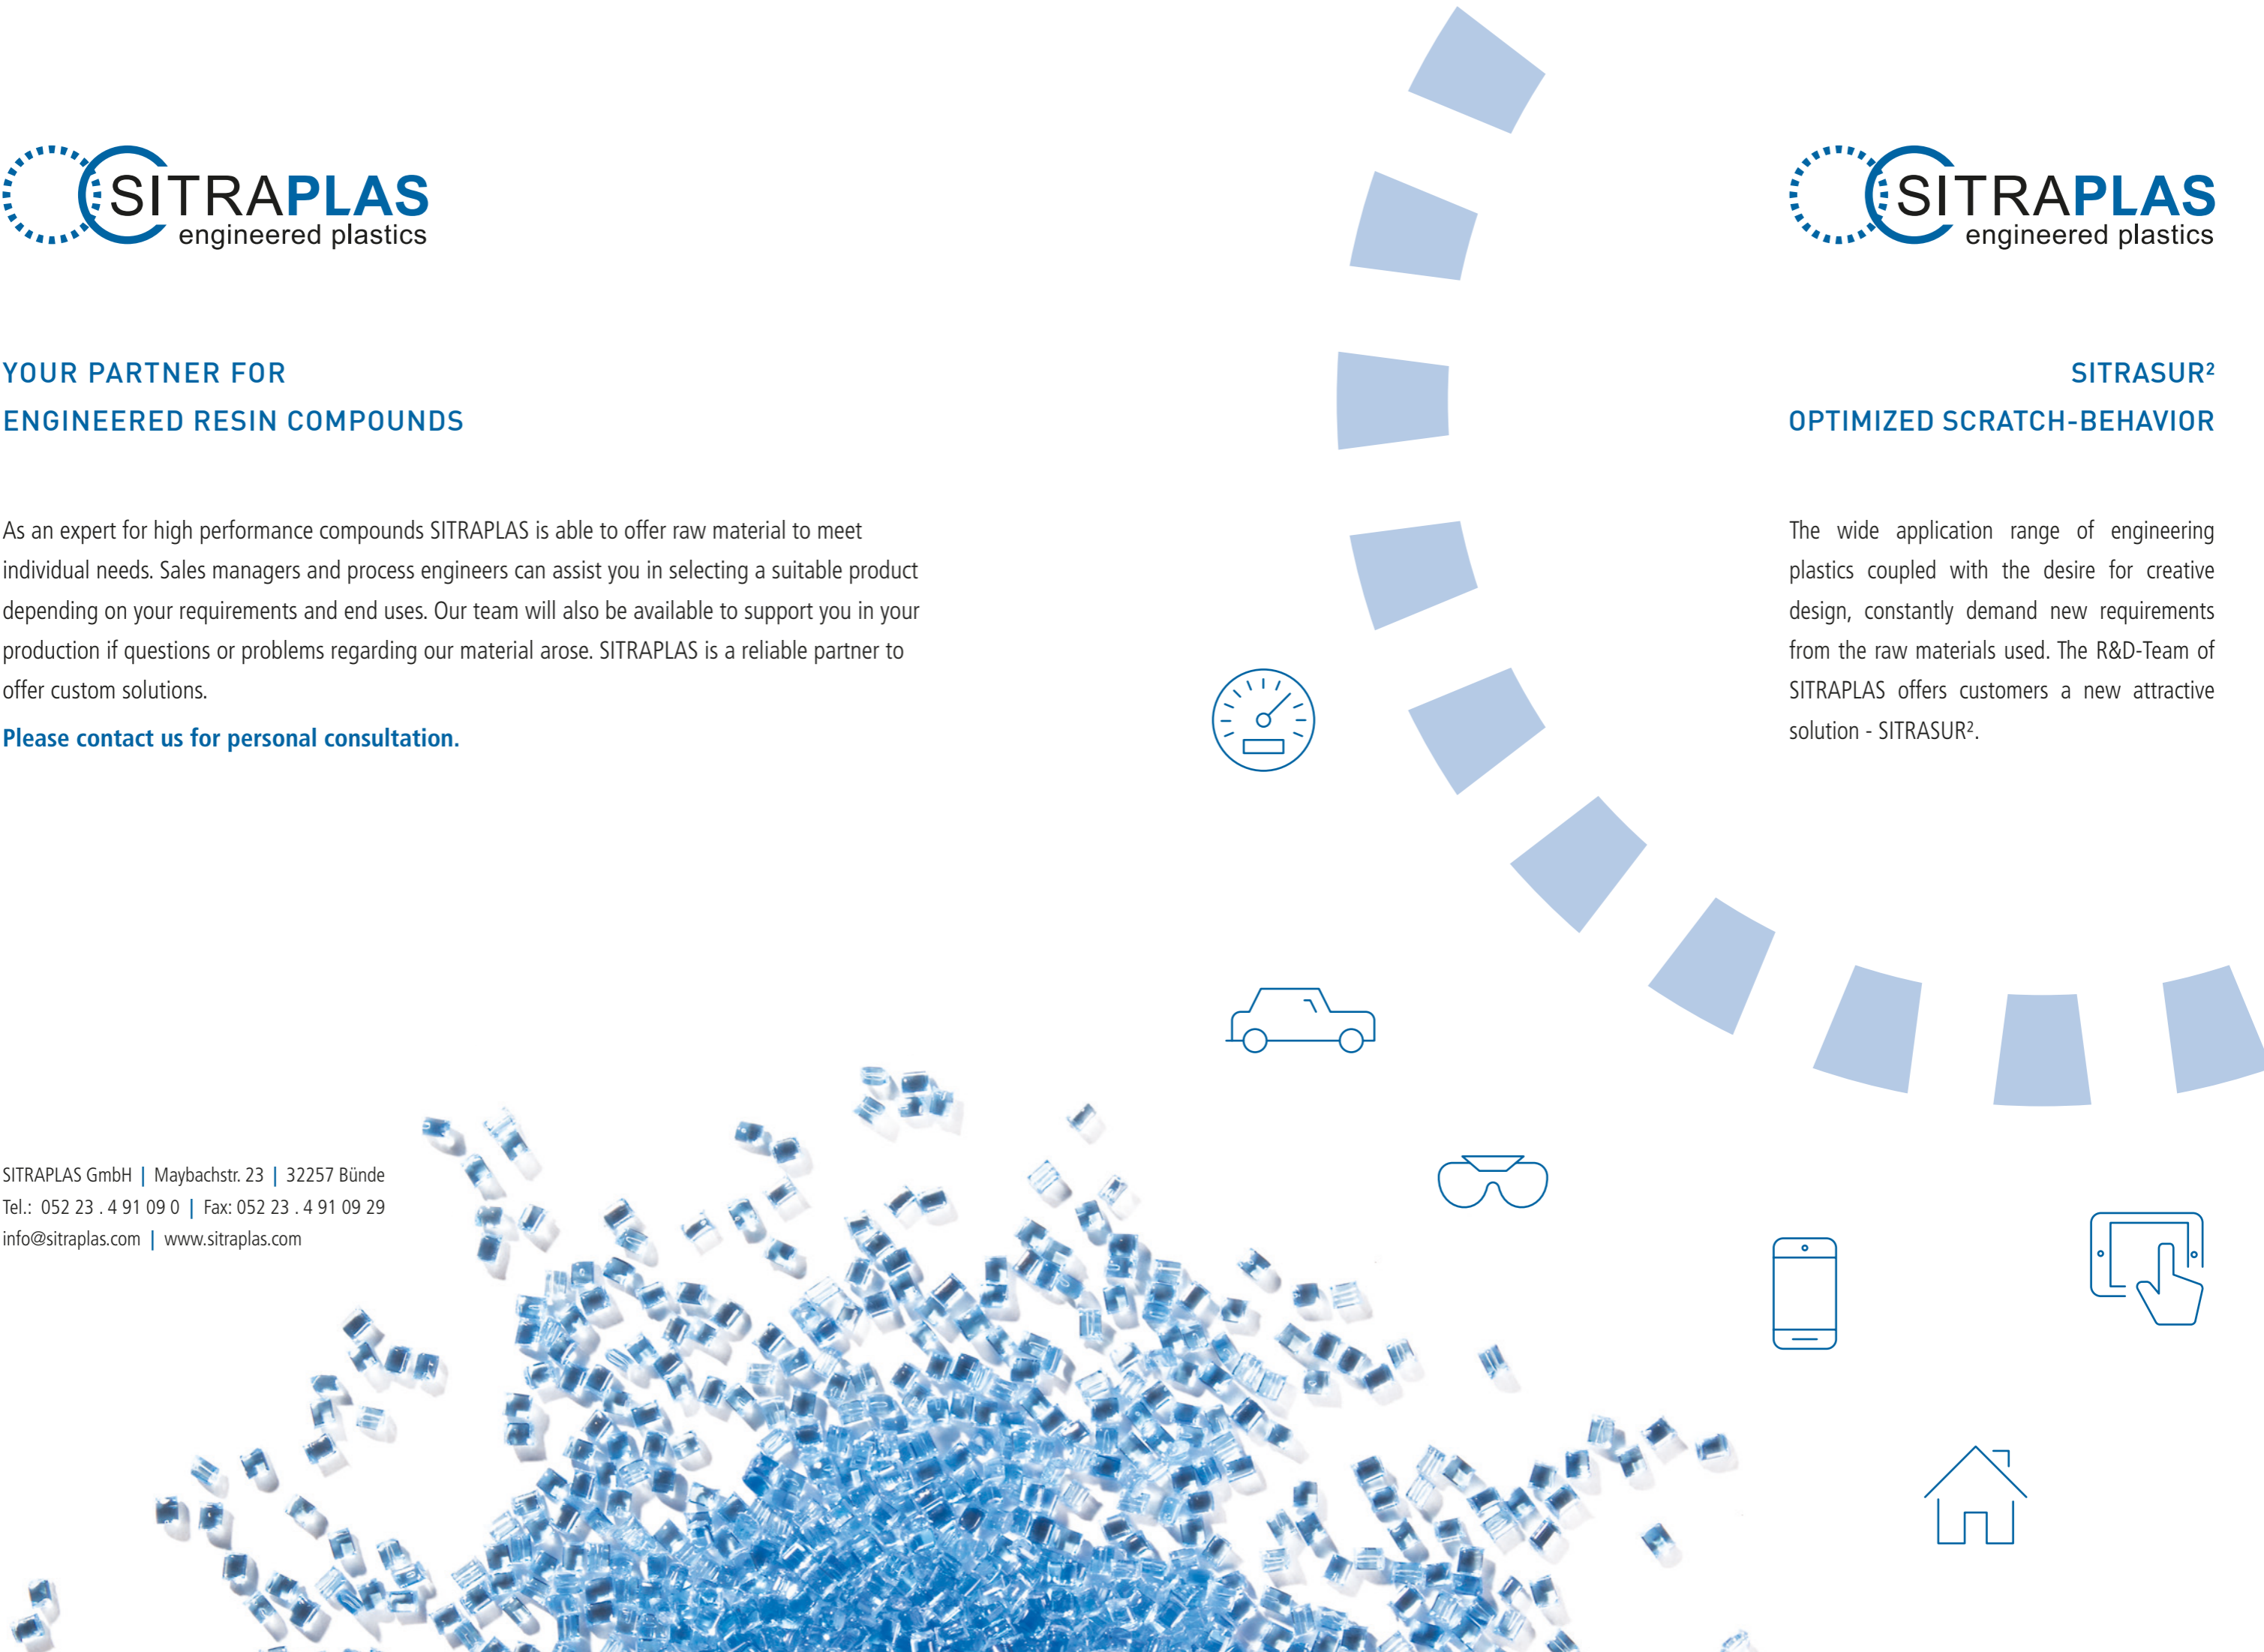 SITRAPLAS
engineered plastics
YOUR PARTNER FOR
ENGINEERED RESIN COMPOUNDS
As an expert for high performance compounds SITRAPLAS is able to offer raw material to meet
individual needs. Sales managers and process engineers can assist you in selecting a suitable product
depending on your requirements and end uses. Our team will also be available to support you in your
production if questions or problems regarding our material arose. SITRAPLAS is a reliable partner to
offer custom solutions.
Please contact us for personal consultation.
SITRAPLAS GmbH | Maybachstr. 23 | 32257 Bünde
Tel.: 052 23 . 4 91 09 0 | Fax: 052 23 . 4 91 09 29
info@sitraplas.com | www.sitraplas.com
SITRAPLAS
engineered plastics
SITRASUR²
OPTIMIZED SCRATCH-BEHAVIOR
The wide application range of engineering
plastics coupled with the desire for creative
design, constantly demand new requirements
from the raw materials used. The R&D-Team of
SITRAPLAS offers customers a new attractive
solution - SITRASUR².